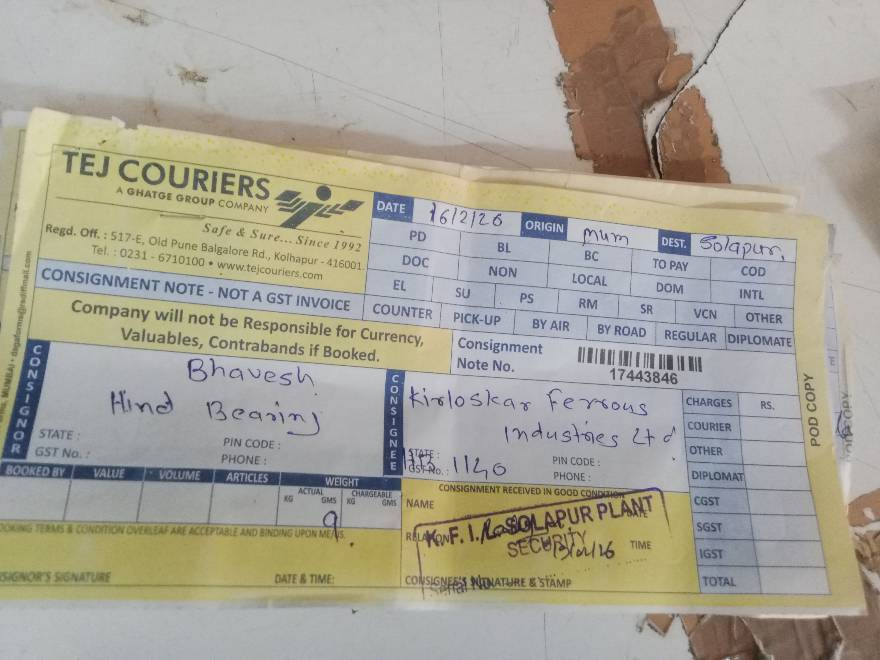 TEJ COURIERS
A GHATGE GROUP COMPANY
Safe & Sure... Since 1992
Regd. Off. : 517-E, Old Pune Balgalore Rd., Kolhapur - 416001
Tel. : 0231 - 6710100 • www.tejcouriers.com
CONSIGNMENT NOTE - NOT A GST INVOICE
Company will not be Responsible for Currency,
Valuables, Contrabands if Booked.
DATE 16/2/26 ORIGIN Mum DEST. Solapur,
PD BL BC TO PAY COD
DOC NON LOCAL DOM INTL
EL SU PS RM SR VCN OTHER
COUNTER PICK-UP BY AIR BY ROAD REGULAR DIPLOMATE
Consignment
Note No.
17443846
CONSIGNOR
Bhavesh
Hind Bearing
STATE :
PIN CODE :
GST No. :
PHONE :
CONSIGNEE
Kirloskar Ferrous
Industries Ltd
STATE :
1140
PIN CODE :
GST No. :
PHONE :
CHARGES RS.
COURIER
OTHER
DIPLOMAT
CGST
SGST
IGST
TOTAL
POD COPY
BOOKED BY VALUE VOLUME ARTICLES WEIGHT
ACTUAL CHARGEABLE
KG GMS KG GMS
9
TERMS & CONDITION OVERLEAF ARE ACCEPTABLE AND BINDING UPON
SIGNATURE DATE & TIME:
CONSIGNMENT RECEIVED IN GOOD CONDITION
NAME
TIME
K.F.I. SOLAPUR PLANT
SECURITY
Serial No.
SIGNATURE & STAMP